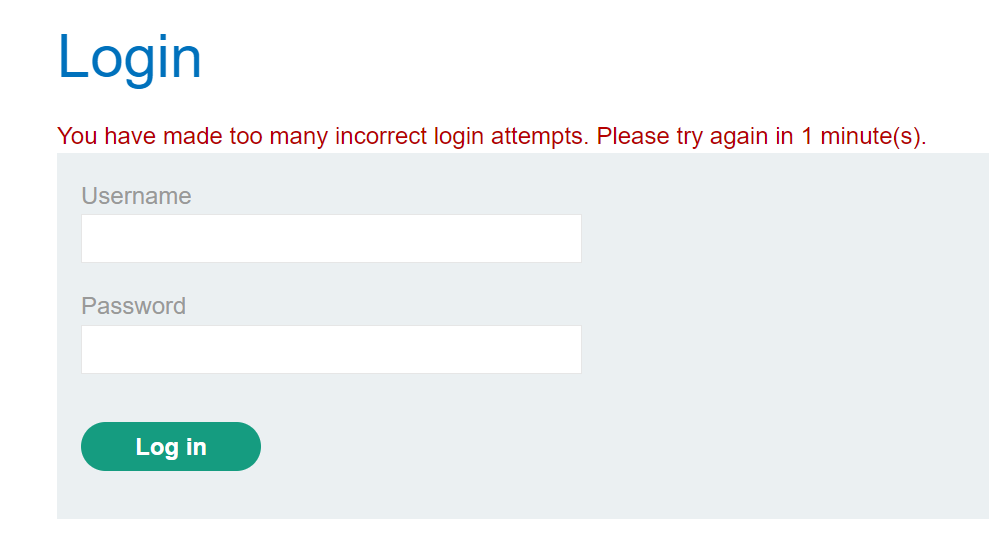 Login
You have made too many incorrect login attempts. Please try again in 1 minute(s).
Username
Password
Log in